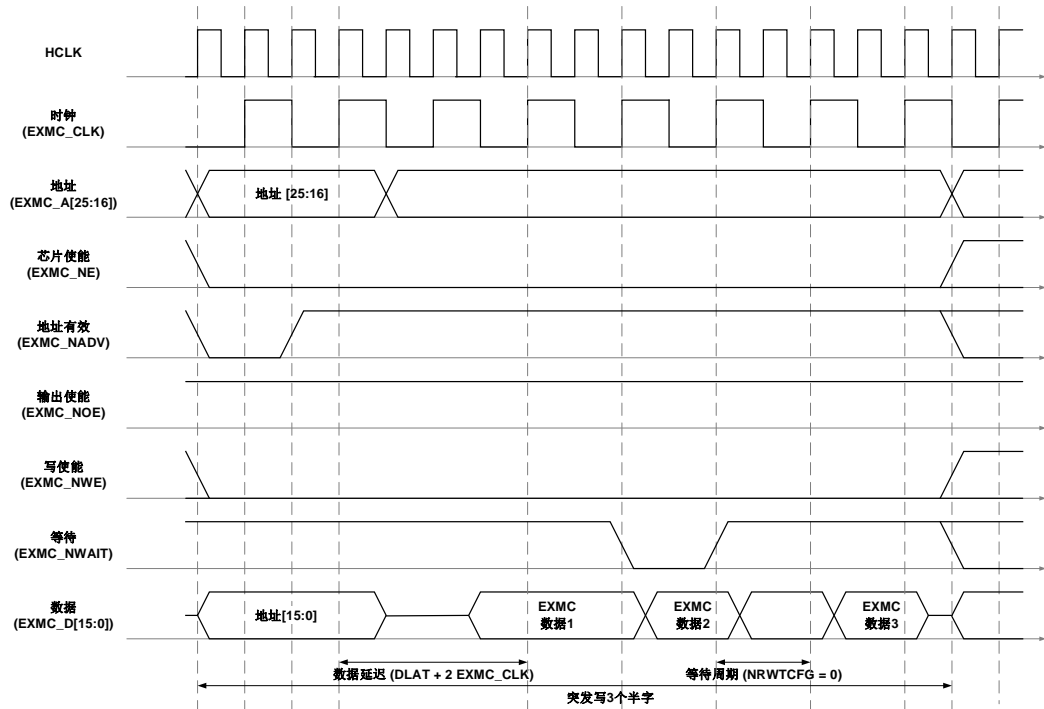 HCLK
时钟
(EXMC_CLK)
地址
(EXMC_A[25:16])
地址 [25:16]
芯片使能
(EXMC_NE)
地址有效
(EXMC_NADV)
输出使能
(EXMC_NOE)
写使能
(EXMC_NWE)
等待
(EXMC_NWAIT)
数据
(EXMC_D[15:0])
地址[15:0]
EXMC
数据1
EXMC
数据2
EXMC
数据3
数据延迟 (DLAT + 2 EXMC_CLK)
等待周期 (NRWTCFG = 0)
突发写3个半字